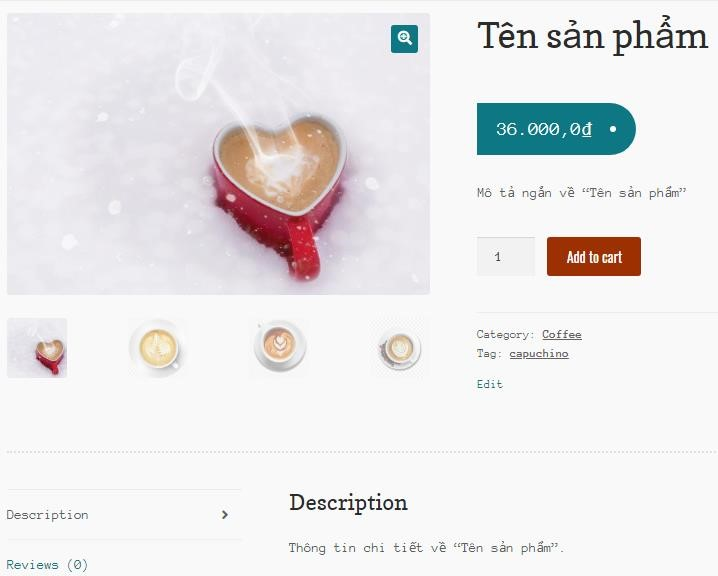 Tên sản phẩm
36.000,0₫
Mô tả ngắn về “Tên sản phẩm”
1
Add to cart
Category: Coffee
Tag: capuchino
Edit
Description
Reviews (0)
Description
Thông tin chi tiết về “Tên sản phẩm”.